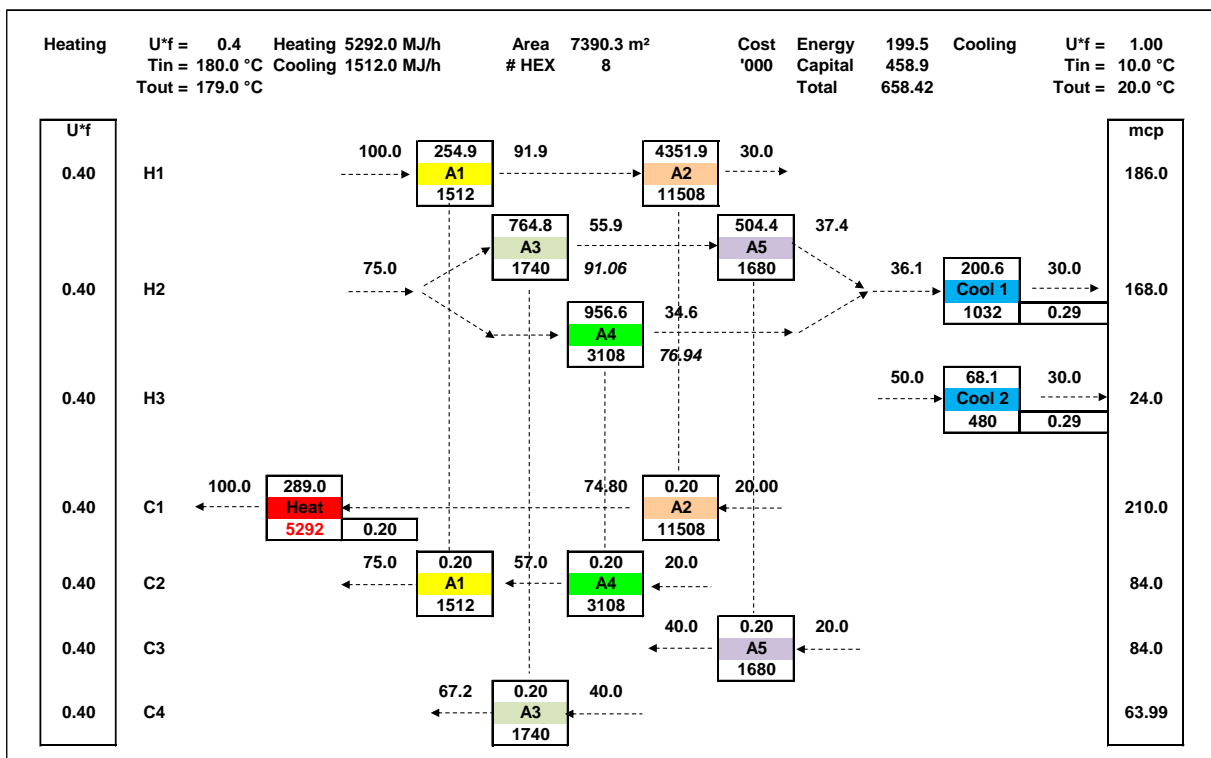 Heating U*f = 0.4 Heating 5292.0 MJ/h Area 7390.3 m² Cost Energy 199.5 Cooling U*f = 1.00
Tin = 180.0 °C Cooling 1512.0 MJ/h # HEX 8 '000 Capital 458.9 Tin = 10.0 °C
Tout = 179.0 °C Total 658.42 Tout = 20.0 °C
U*f mcp
100.0 254.9 91.9 4351.9 30.0
0.40 H1 A1 A2 186.0
1512 11508
764.8 55.9 504.4 37.4
A3 A5
75.0 1740 91.06 1680 36.1 200.6 30.0
0.40 H2 Cool 1 168.0
956.6 34.6 1032 0.29
A4
3108 76.94
50.0 68.1 30.0
0.40 H3 Cool 2 24.0
480 0.29
100.0 289.0 74.80 0.20 20.00
0.40 C1 Heat A2 210.0
5292 0.20 11508
75.0 0.20 57.0 0.20 20.0
0.40 C2 A1 A4 84.0
1512 3108
40.0 0.20 20.0
0.40 C3 A5 84.0
1680
67.2 0.20 40.0
0.40 C4 A3 63.99
1740